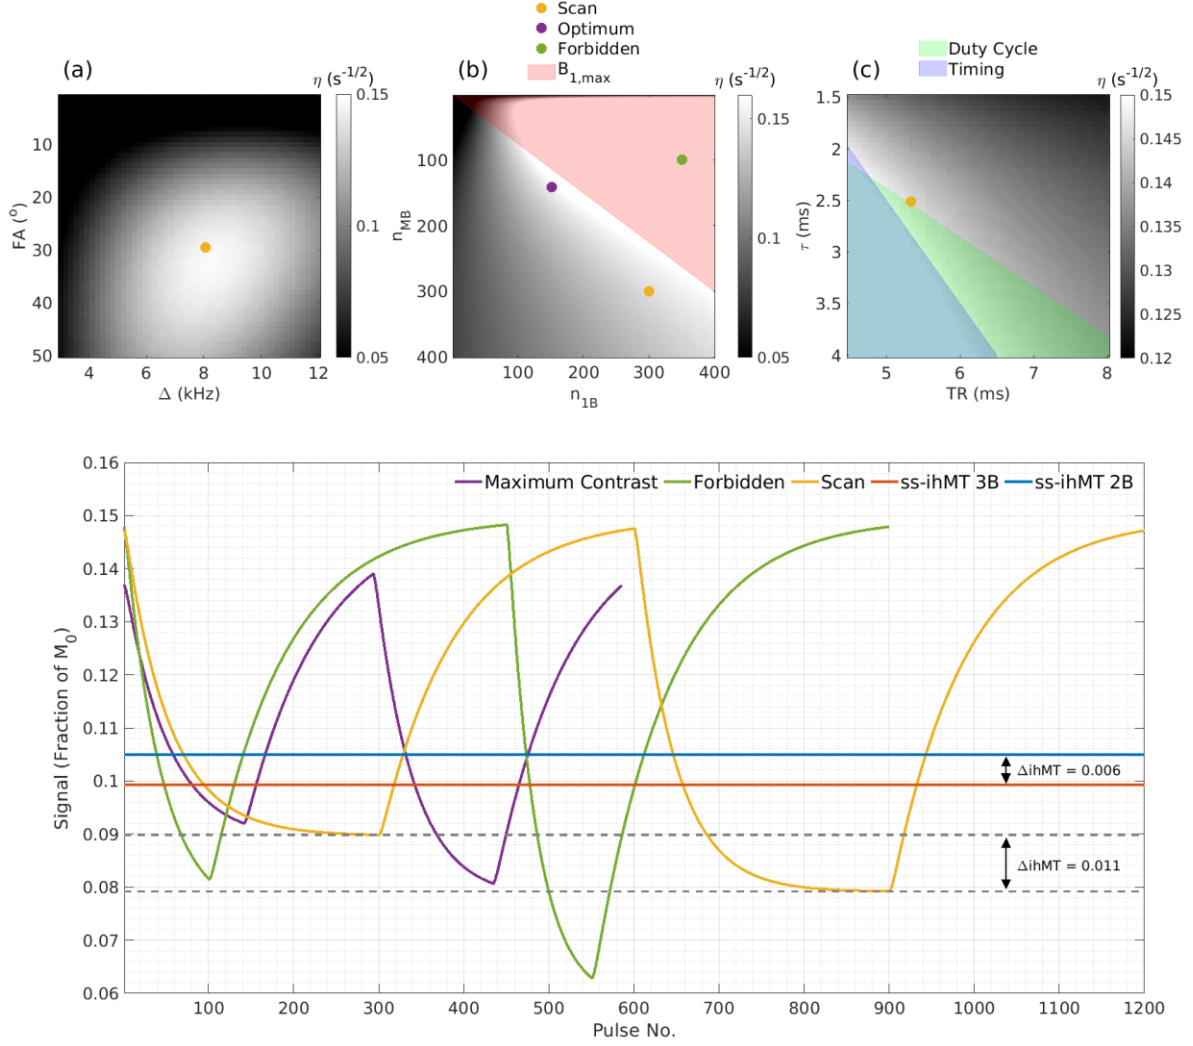 Scan
Optimum
Forbidden
B1,max
Duty Cycle
Timing
(a)
η (s-1/2)
0.15
0.1
0.05
10
20
30
40
50
FA (°)
4
6
8
10
12
Δ (kHz)
(b)
η (s-1/2)
0.15
0.1
0.05
100
200
300
400
nMB
100
200
300
400
n1B
(c)
η (s-1/2)
0.15
0.145
0.14
0.135
0.13
0.125
0.12
1.5
2
2.5
3
3.5
4
τ (ms)
5
6
7
8
TR (ms)
Maximum Contrast
Forbidden
Scan
ss-ihMT 3B
ss-ihMT 2B
0.16
0.15
0.14
0.13
0.12
0.11
0.1
0.09
0.08
0.07
0.06
Signal (Fraction of M0)
ΔihMT = 0.006
ΔihMT = 0.011
100
200
300
400
500
600
700
800
900
1000
1100
1200
Pulse No.